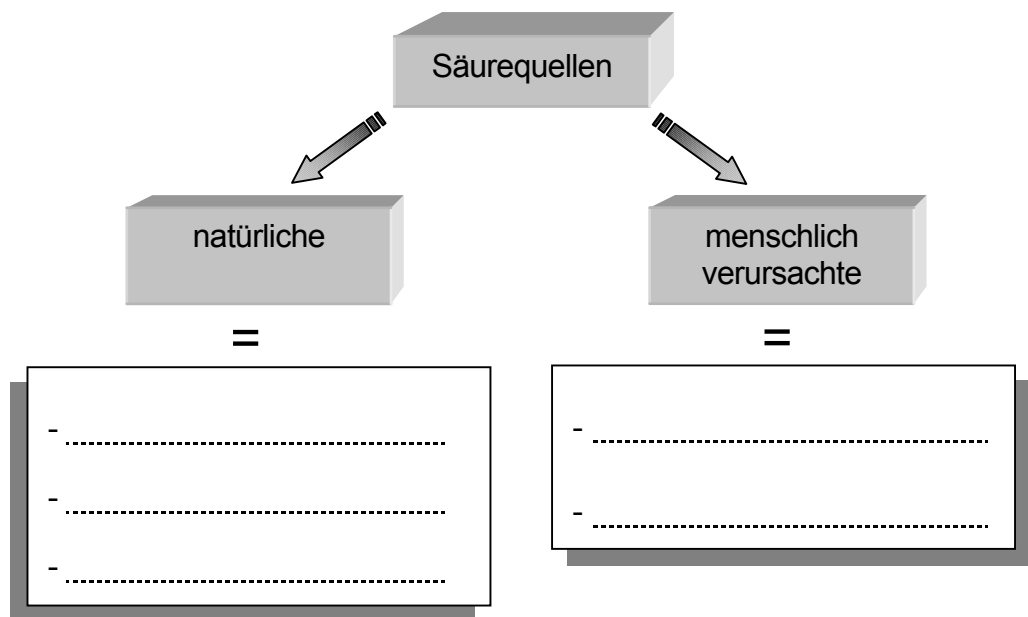 Säurequellen
natürliche
menschlich
verursachte
=
=
-
-
-
-
-